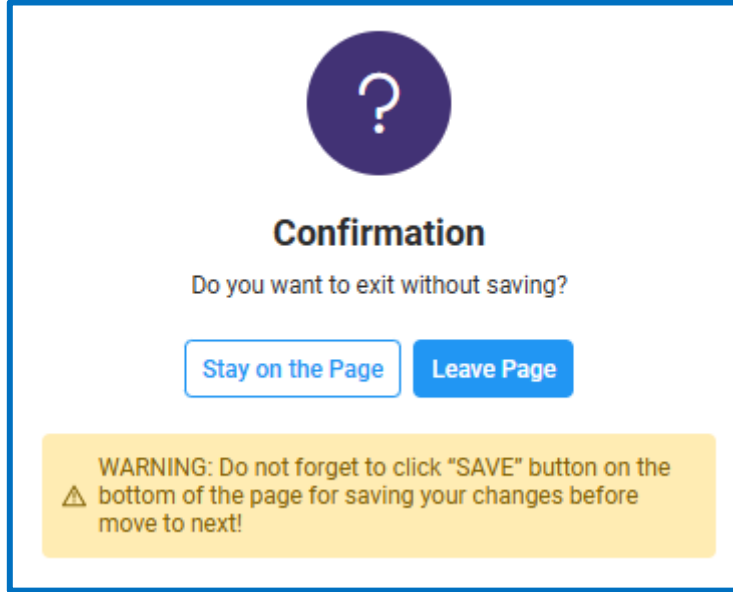 ?
Confirmation
Do you want to exit without saving?
Stay on the Page
Leave Page
WARNING: Do not forget to click “SAVE” button on the
bottom of the page for saving your changes before
move to next!